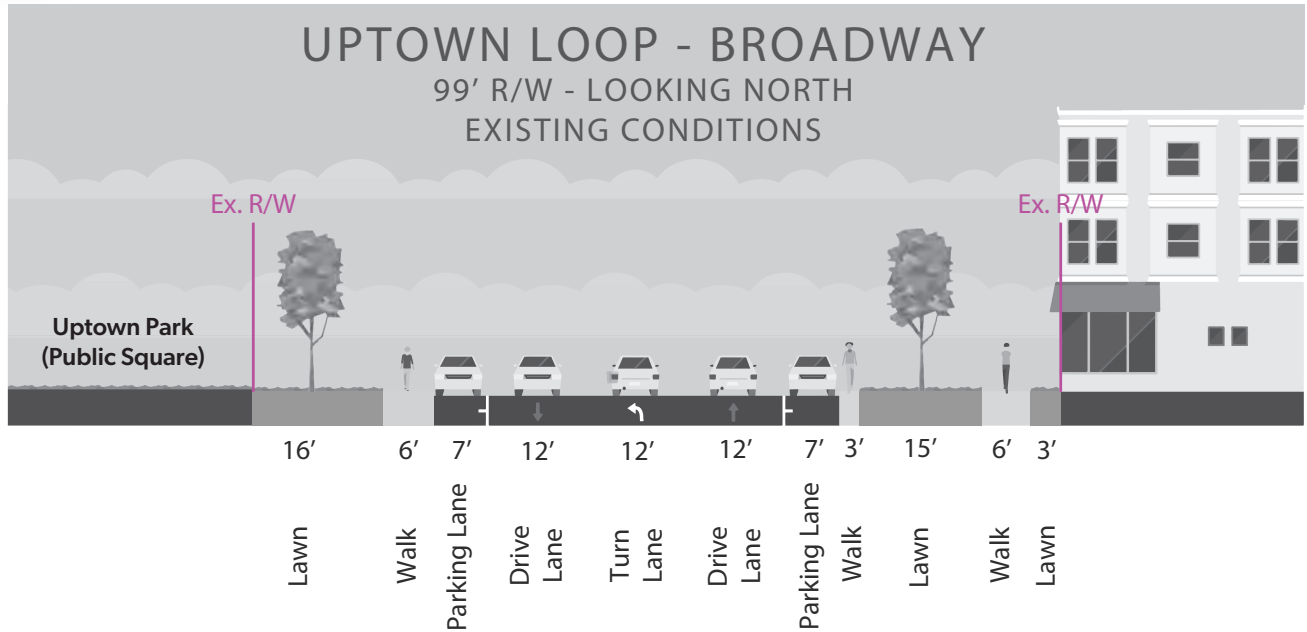 UPTOWN LOOP - BROADWAY
99’ R/W - LOOKING NORTH
EXISTING CONDITIONS
Ex. R/W
Ex. R/W
Uptown Park
(Public Square)
16’
6’
7’
12’
12’
12’
7’
3’
15’
6’
3’
Lawn
Walk
Parking Lane
Drive
Lane
Turn
Lane
Drive
Lane
Parking Lane
Walk
Lawn
Walk
Lawn